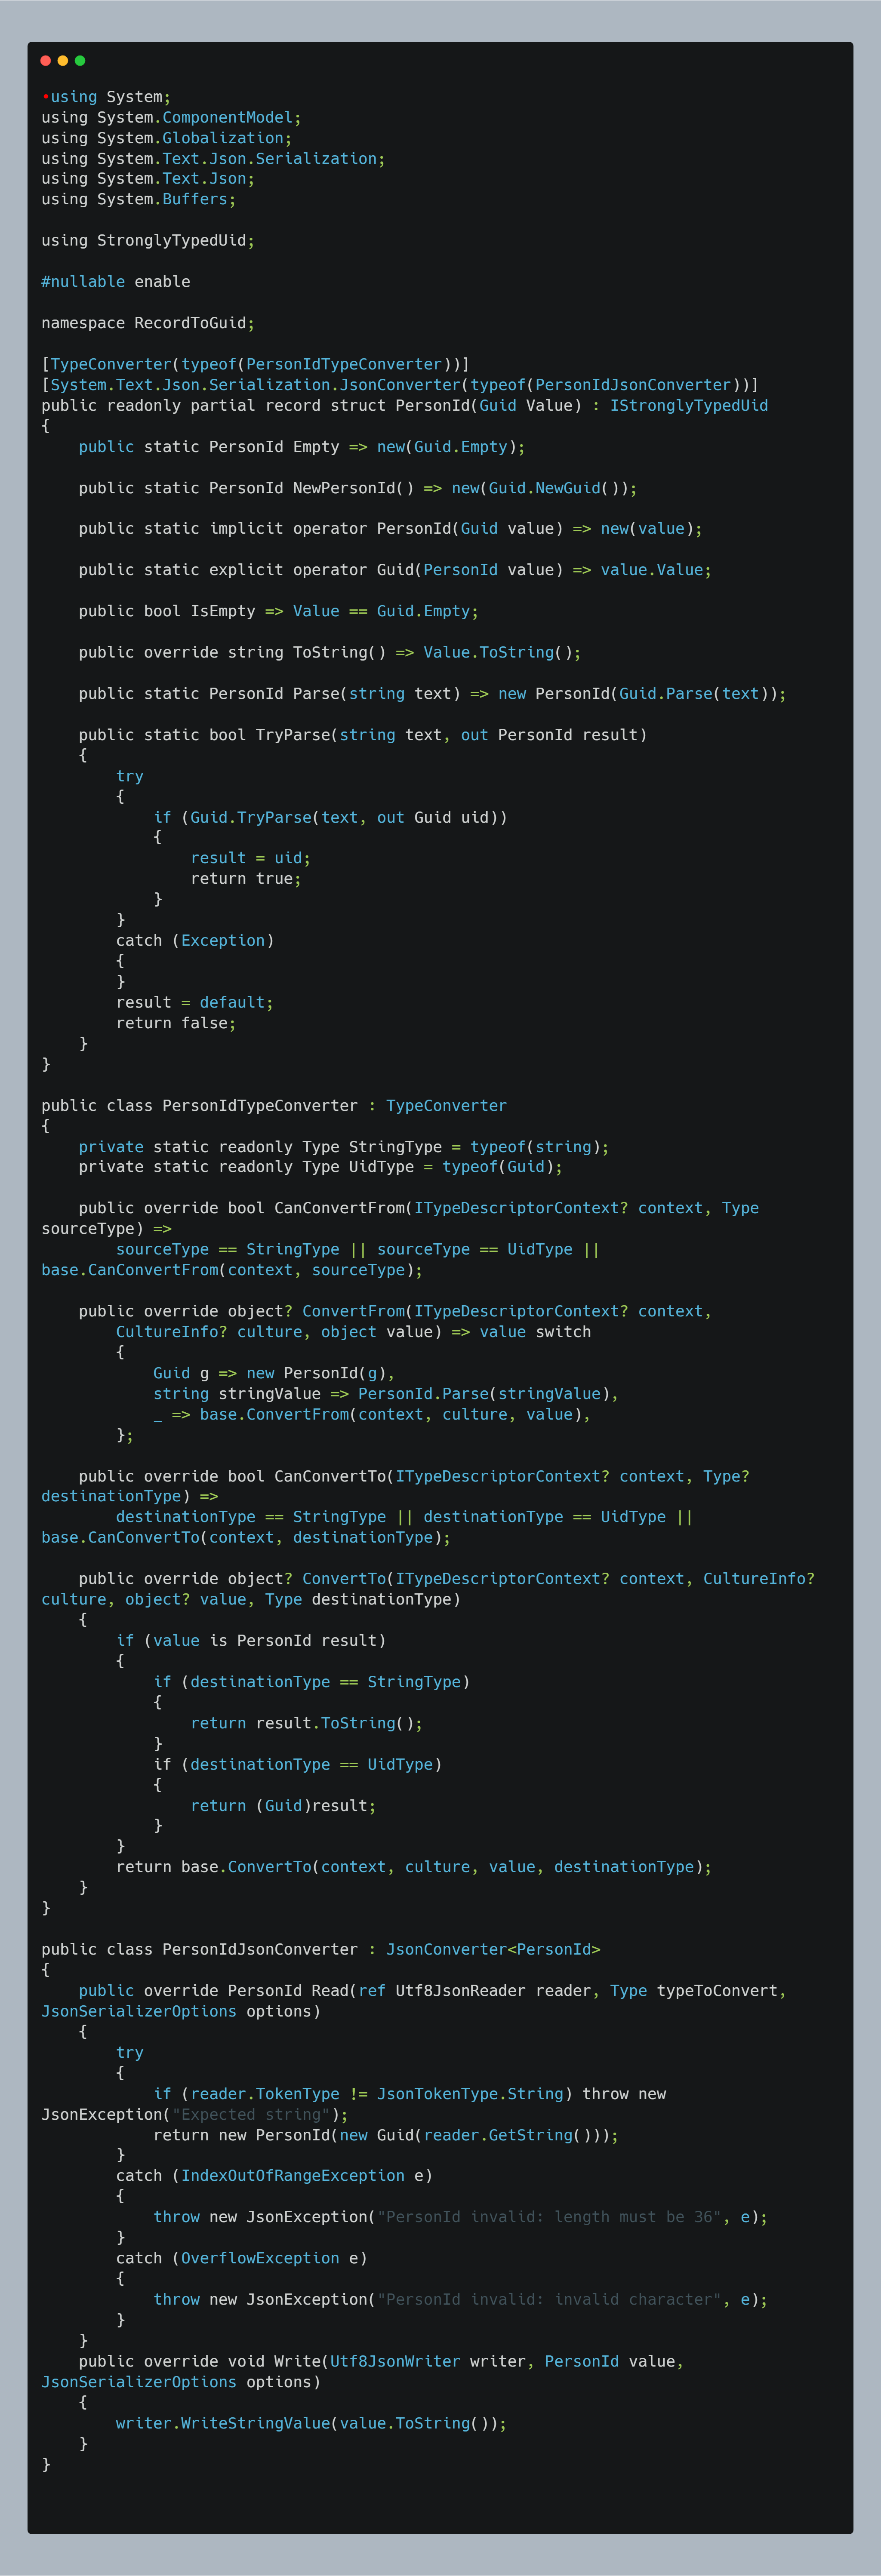 •using System;
using System.ComponentModel;
using System.Globalization;
using System.Text.Json.Serialization;
using System.Text.Json;
using System.Buffers;

using StronglyTypedUid;

#nullable enable

namespace RecordToGuid;

[TypeConverter(typeof(PersonIdTypeConverter))]
[System.Text.Json.Serialization.JsonConverter(typeof(PersonIdJsonConverter))]
public readonly partial record struct PersonId(Guid Value) : IStronglyTypedUid
{
    public static PersonId Empty => new(Guid.Empty);

    public static PersonId NewPersonId() => new(Guid.NewGuid());

    public static implicit operator PersonId(Guid value) => new(value);

    public static explicit operator Guid(PersonId value) => value.Value;

    public bool IsEmpty => Value == Guid.Empty;

    public override string ToString() => Value.ToString();

    public static PersonId Parse(string text) => new PersonId(Guid.Parse(text));

    public static bool TryParse(string text, out PersonId result)
    {
        try
        {
            if (Guid.TryParse(text, out Guid uid))
            {
                result = uid;
                return true;
            }
        }
        catch (Exception)
        {
        }
        result = default;
        return false;
    }
}

public class PersonIdTypeConverter : TypeConverter
{
    private static readonly Type StringType = typeof(string);
    private static readonly Type UidType = typeof(Guid);

    public override bool CanConvertFrom(ITypeDescriptorContext? context, Type
sourceType) =>
        sourceType == StringType || sourceType == UidType ||
base.CanConvertFrom(context, sourceType);

    public override object? ConvertFrom(ITypeDescriptorContext? context,
        CultureInfo? culture, object value) => value switch
        {
            Guid g => new PersonId(g),
            string stringValue => PersonId.Parse(stringValue),
            _ => base.ConvertFrom(context, culture, value),
        };

    public override bool CanConvertTo(ITypeDescriptorContext? context, Type?
destinationType) =>
        destinationType == StringType || destinationType == UidType ||
base.CanConvertTo(context, destinationType);

    public override object? ConvertTo(ITypeDescriptorContext? context, CultureInfo?
culture, object? value, Type destinationType)
    {
        if (value is PersonId result)
        {
            if (destinationType == StringType)
            {
                return result.ToString();
            }
            if (destinationType == UidType)
            {
                return (Guid)result;
            }
        }
        return base.ConvertTo(context, culture, value, destinationType);
    }
}

public class PersonIdJsonConverter : JsonConverter<PersonId>
{
    public override PersonId Read(ref Utf8JsonReader reader, Type typeToConvert,
JsonSerializerOptions options)
    {
        try
        {
            if (reader.TokenType != JsonTokenType.String) throw new
JsonException("Expected string");
            return new PersonId(new Guid(reader.GetString()));
        }
        catch (IndexOutOfRangeException e)
        {
            throw new JsonException("PersonId invalid: length must be 36", e);
        }
        catch (OverflowException e)
        {
            throw new JsonException("PersonId invalid: invalid character", e);
        }
    }
    public override void Write(Utf8JsonWriter writer, PersonId value,
JsonSerializerOptions options)
    {
        writer.WriteStringValue(value.ToString());
    }
}